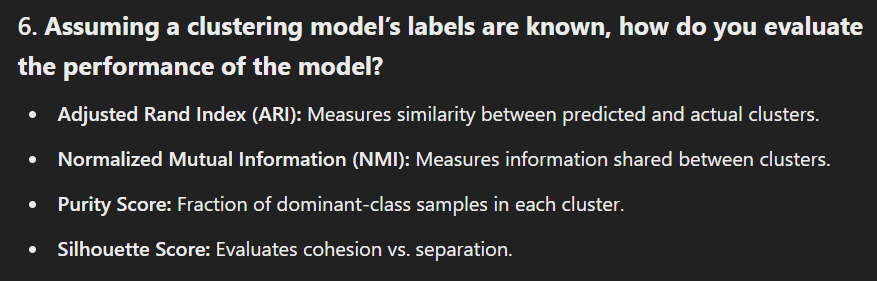 6. Assuming a clustering model’s labels are known, how do you evaluate
the performance of the model?
• Adjusted Rand Index (ARI): Measures similarity between predicted and actual clusters.
• Normalized Mutual Information (NMI): Measures information shared between clusters.
• Purity Score: Fraction of dominant-class samples in each cluster.
• Silhouette Score: Evaluates cohesion vs. separation.